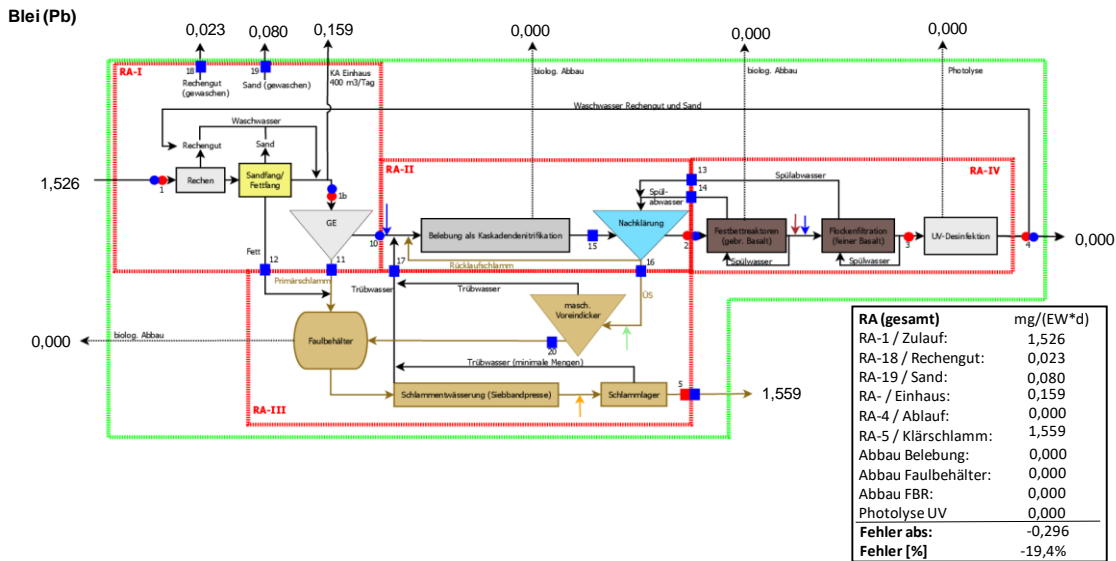 Blei (Pb)
0,023
0,080
0,159
0,000
0,000
0,000
RA-I
18
Rechengut
(gewaschen)
19
Sand (gewaschen)
KA Einhaus
400 m3/Tag
biolog. Abbau
biolog. Abbau
Photolyse
Waschwasser Rechengut und Sand
Waschwasser
Rechengut
Sand
RA-II
RA-IV
1,526
1
Rechen
Sandfang/
Fettfang
1b
13
14
Spülabwasser
Spül-
abwasser
GE
10
Belebung als Kaskadendenitrifikation
15
Nachklärung
2
Festbettreaktoren
(gebr. Basalt)
Flockenfiltration
(feiner Basalt)
3
UV-Desinfektion
4
0,000
Spülwasser
Spülwasser
Fett
12
11
17
Rücklaufschlamm
16
Primärschlamm
Trübwasser
Trübwasser
ÜS
masch.
Voreindicker
biolog. Abbau
0,000
Faulbehälter
20
Trübwasser (minimale Mengen)
Schlammentwässerung (Siebbandpresse)
Schlammlager
5
1,559
RA-III
RA (gesamt) mg/(EW*d)
RA-1 / Zulauf: 1,526
RA-18 / Rechengut: 0,023
RA-19 / Sand: 0,080
RA- / Einhaus: 0,159
RA-4 / Ablauf: 0,000
RA-5 / Klärschlamm: 1,559
Abbau Belebung: 0,000
Abbau Faulbehälter: 0,000
Abbau FBR: 0,000
Photolyse UV 0,000
Fehler abs: -0,296
Fehler [%] -19,4%